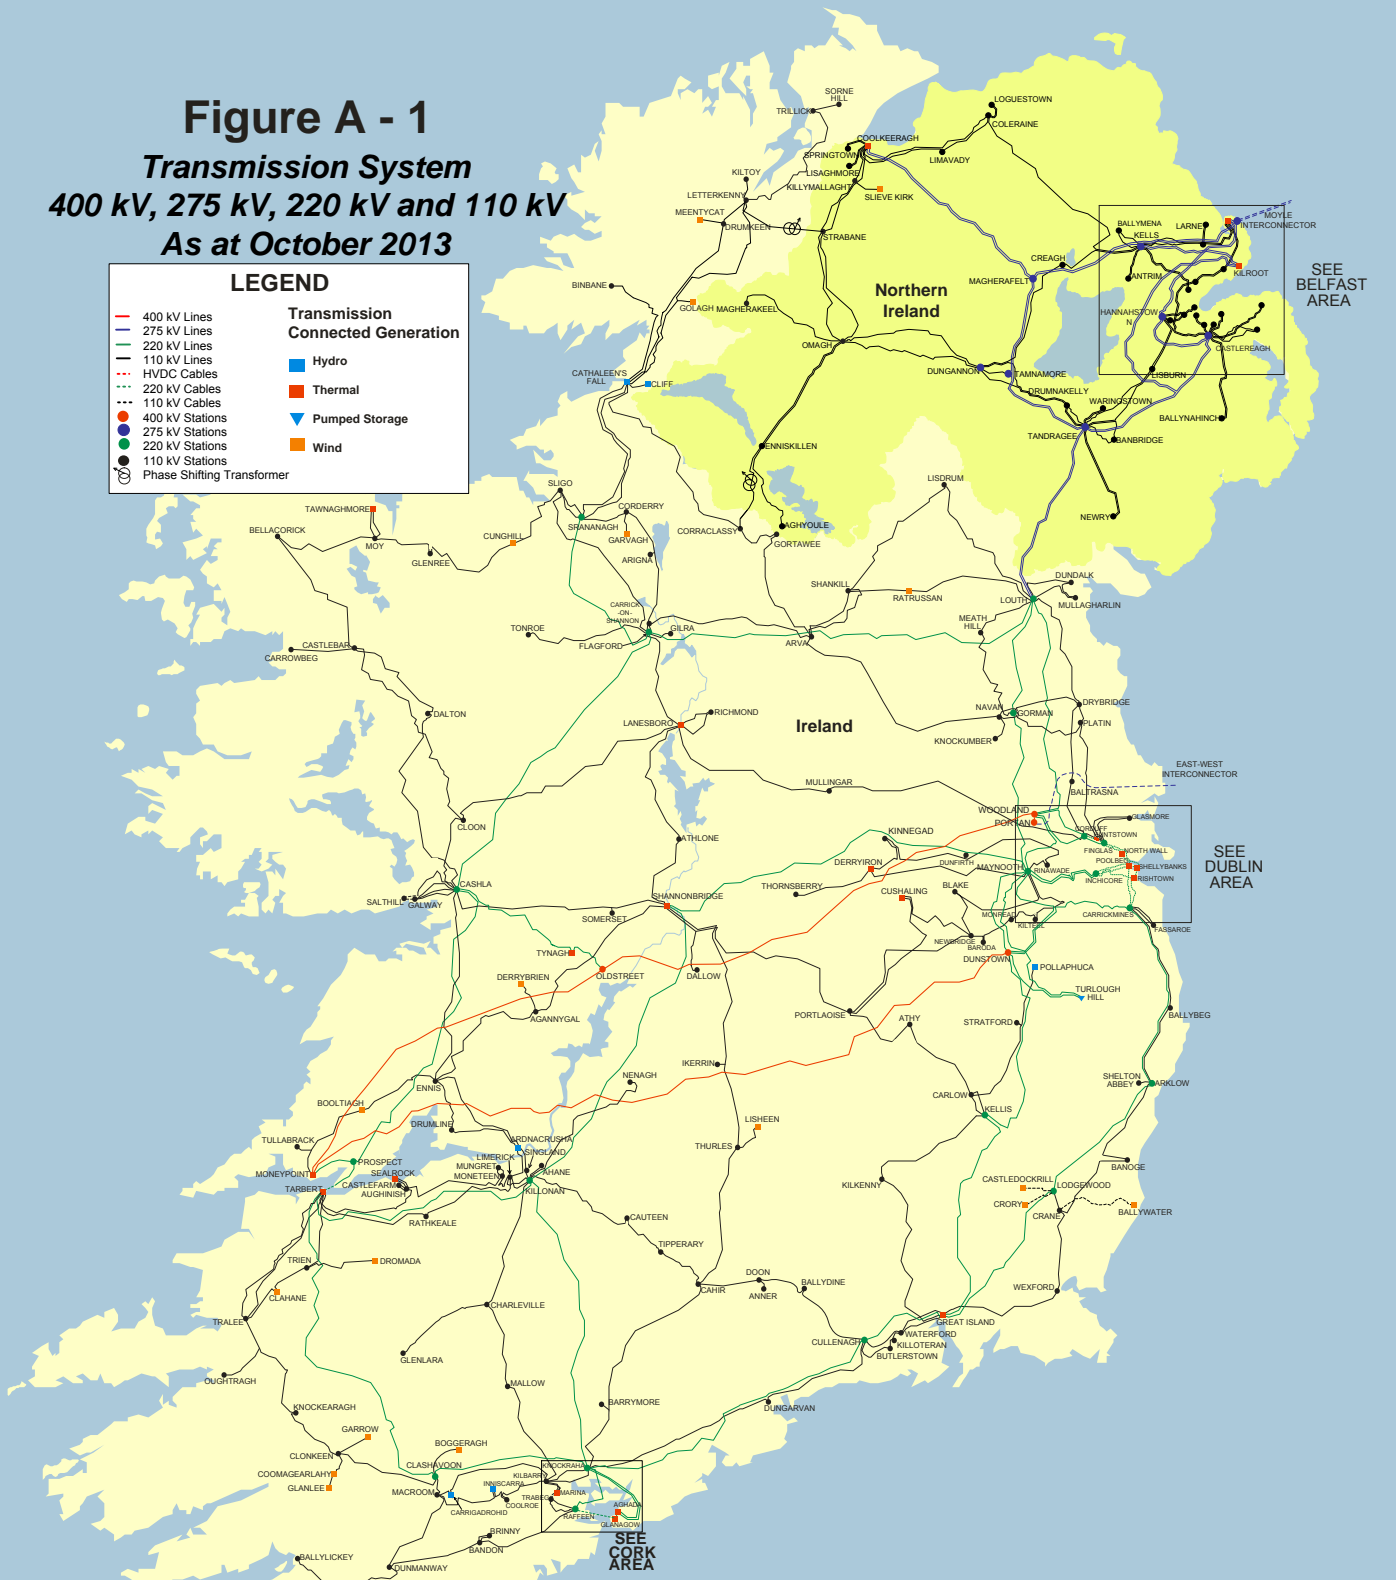 Figure A - 1
Transmission System
400 kV, 275 kV, 220 kV and 110 kV
As at October 2013
LEGEND
400 kV Lines
275 kV Lines
220 kV Lines
110 kV Lines
HVDC Cables
220 kV Cables
110 kV Cables
400 kV Stations
275 kV Stations
220 kV Stations
110 kV Stations
Phase Shifting Transformer
Transmission
Connected Generation
Hydro
Thermal
Pumped Storage
Wind
SORNE
HILL
TRILLICK
LOGUESTOWN
COLERAINE
COOLKEERAGH
SPRINGTOWN
LIMAVADY
LISAGHMORE
KILLYMALLAGHT
SLIEVE KIRK
KILTOY
LETTERKENNY
MEENTYCAT
DRUMKEEN
STRABANE
BALLYMENA
LARNE
MOYLE
INTERCONNECTOR
KELLS
CREAGH
ANTRIM
KILROOT
SEE
BELFAST
AREA
MAGHERAFELT
BINBANE
GOLAGH
MAGHERAKEEL
Northern
Ireland
HANNAHSTOW
N
CASTLEREAGH
OMAGH
DUNGANNON
TAMNAMORE
LISBURN
CATHALEEN'S
FALL
CLIFF
DRUMNAKELLY
WARINGSTOWN
BALLYNAHINCH
TANDRAGEE
BANBRIDGE
ENNISKILLEN
LISDRUM
NEWRY
SLIGO
CORDERRY
SRANANAGH
GARVAGH
ARIGNA
CORRACLASSY
AGHYOULE
GORTAWEE
TAWNAGHMORE
BELLACORICK
MOY
GLENREE
CUNGHILL
SHANKILL
RATRUSSAN
DUNDALK
LOUTH
MULLAGHARLIN
MEATH
HILL
CARRICK
-ON-
SHANNON
TONROE
GILRA
FLAGFORD
ARVA
CASTLEBAR
CARROWBEG
DALTON
LANESBORO
RICHMOND
Ireland
NAVAN
GORMAN
DRYBRIDGE
PLATIN
KNOCKUMBER
EAST-WEST
INTERCONNECTOR
MULLINGAR
BALTRASNA
CLOON
ATHLONE
WOODLAND
PORTAN
GLASMORE
CORDUFF
HUNTSTOWN
FINGLAS
NORTH WALL
POOLBEG
SHELLYBANKS
IRISHTOWN
INCHICORE
SEE
DUBLIN
AREA
KINNEGAD
DERRYIRON
DUNFIRTH
MAYNOOTH
RINAWADE
THORNSBERRY
CUSHALING
BLAKE
MONREAD
KILTEEL
CARRICKMINES
FASSAROE
CASHLA
SALTHILL
GALWAY
SHANNONBRIDGE
SOMERSET
NEWBRIDGE
BARODA
DUNSTOWN
POLLAPHUCA
TYNAGH
OLDSTREET
DALLOW
DERRYBRIEN
AGANNYGAL
TURLOUGH
HILL
PORTLAOISE
ATHY
STRATFORD
BALLYBEG
IKERRIN
NENAGH
ENNIS
BOOLTIAGH
SHELTON
ABBEY
ARKLOW
CARLOW
KELLIS
DRUMLINE
TULLABRACK
ARDNACRUSHA
SINGLAND
LIMERICK
MUNGRET
MONETEEN
AHANE
LISHEEN
THURLES
PROSPECT
MONEYPOINT
SEALROCK
TARBERT
CASTLEFARM
AUGHINISH
KILLONAN
RATHKEALE
BANOGE
KILKENNY
CASTLEDOCKRILL
LODGEWOOD
CRORY
CRANE
BALLYWATER
CAUTEEN
TIPPERARY
TRIEN
DROMADA
CLAHANE
TRALEE
CAHIR
DOON
ANNER
BALLYDINE
WEXFORD
CHARLEVILLE
GREAT ISLAND
WATERFORD
CULLENAGH
KILLOTERAN
BUTLERSTOWN
GLENLARA
OUGHTRAGH
MALLOW
BARRYMORE
DUNGARVAN
KNOCKEARAGH
GARROW
CLONKEEN
BOGGERAGH
CLASHAVOON
COOMAGEARLAHY
GLANLEE
MACROOM
KNOCKRAHA
KILBARRY
INNISCARRA
MARINA
TRABEG
COOLROE
CARRIGADROHID
RAFFEEN
AGHADA
GLANAGOW
SEE
CORK
AREA
BRINNY
BANDON
BALLYLICKEY
DUNMANWAY